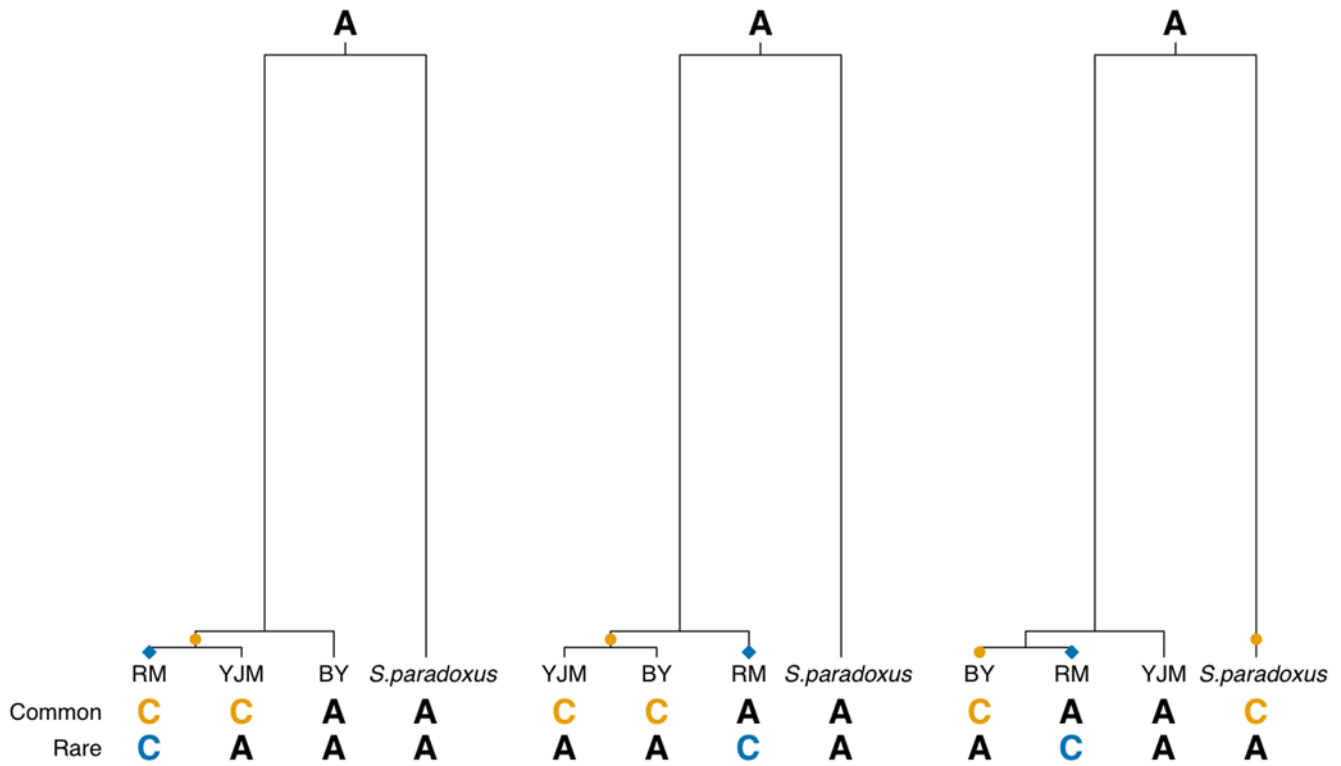 A A A
RM YJM BY S.paradoxus YJM BY RM S.paradoxus BY RM YJM S.paradoxus
Common C C A A C C A A C A A C
Rare C A A A A A C A A C A A